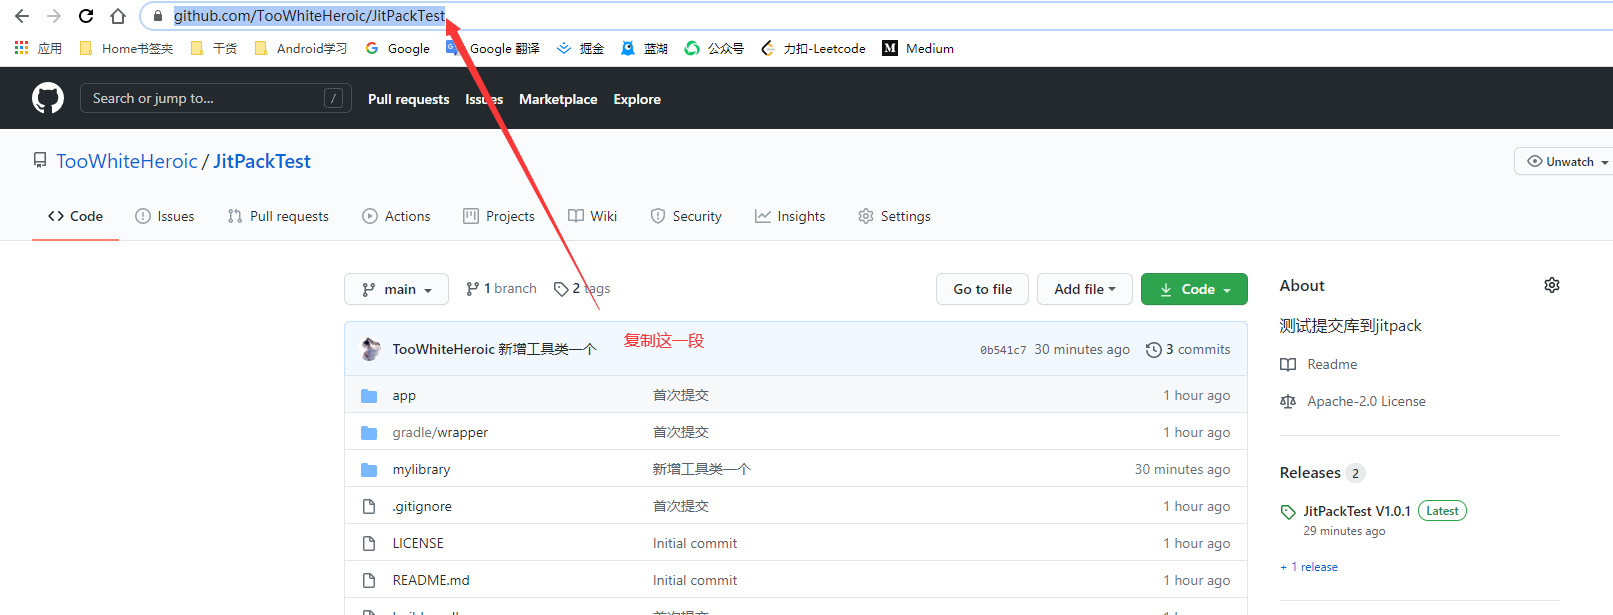 github.com/TooWhiteHeroic/JitPackTest
应用 Home书签夹 干货 Android学习 Google Google 翻译 掘金 蓝湖 公众号 力扣-Leetcode Medium
Search or jump to... / Pull requests Issues Marketplace Explore
TooWhiteHeroic / JitPackTest Unwatch
Code Issues Pull requests Actions Projects Wiki Security Insights Settings
main 1 branch 2 tags Go to file Add file Code
复制这一段
TooWhiteHeroic 新增工具类一个 0b541c7 30 minutes ago 3 commits
app 首次提交 1 hour ago
gradle/wrapper 首次提交 1 hour ago
mylibrary 新增工具类一个 30 minutes ago
.gitignore 首次提交 1 hour ago
LICENSE Initial commit 1 hour ago
README.md Initial commit 1 hour ago
About
测试提交库到jitpack
Readme
Apache-2.0 License
Releases 2
JitPackTest V1.0.1 Latest
29 minutes ago
+ 1 release